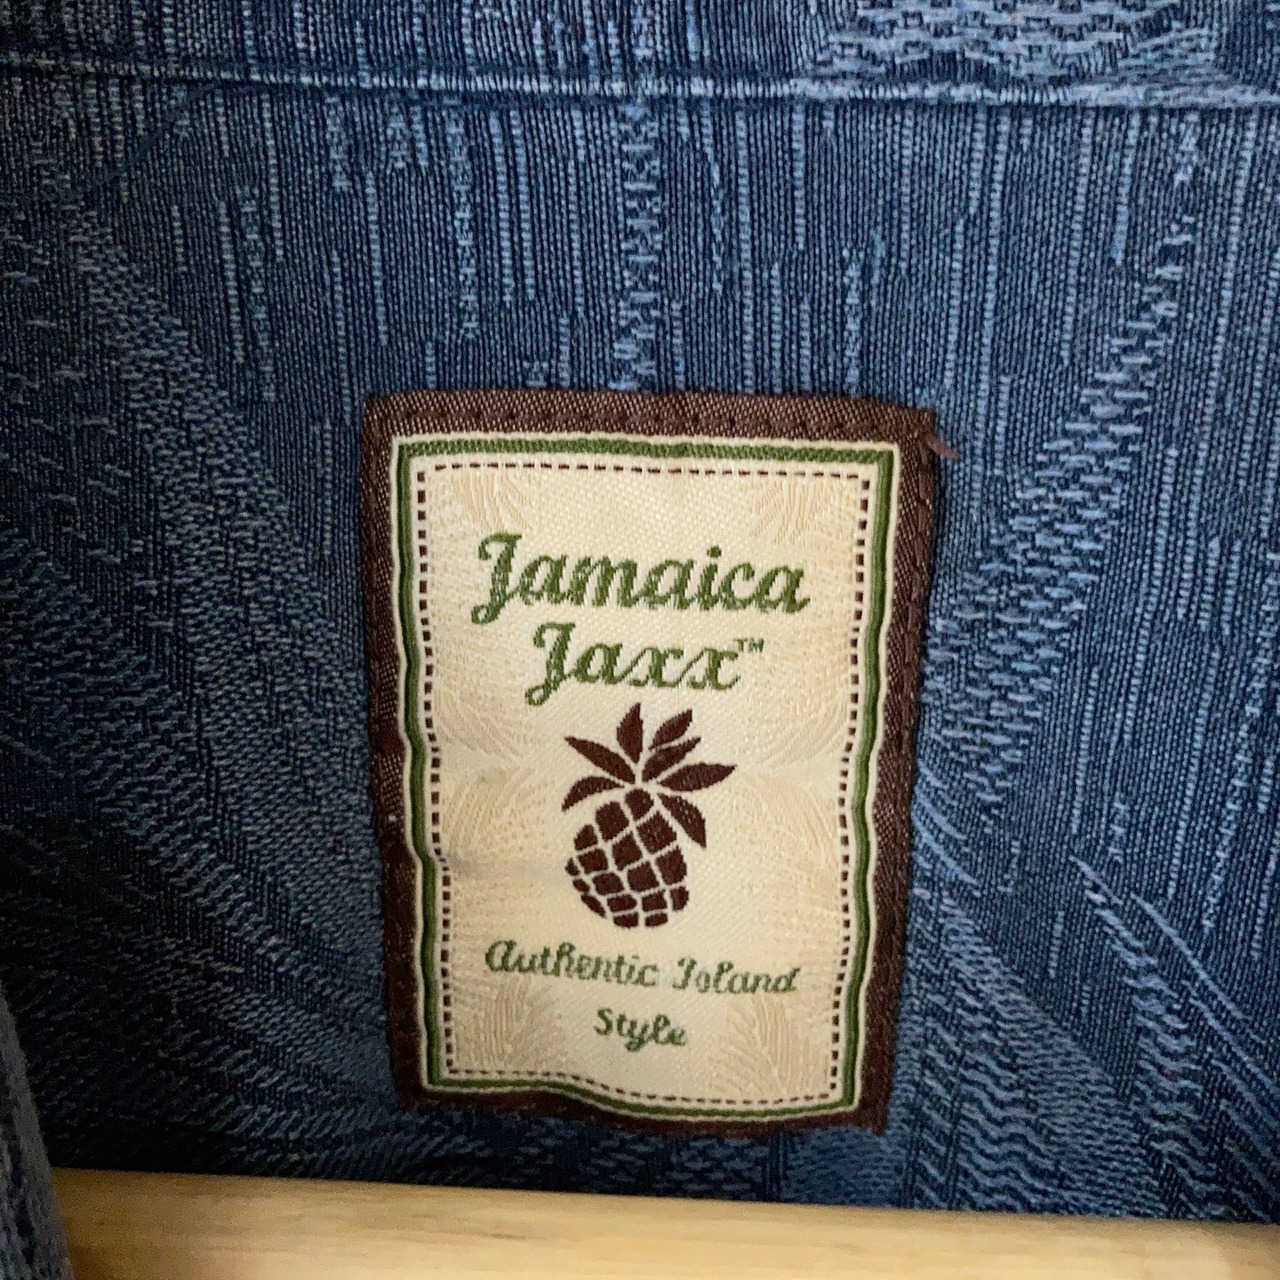 Jamaica
Jaxx™
Authentic Island
Style